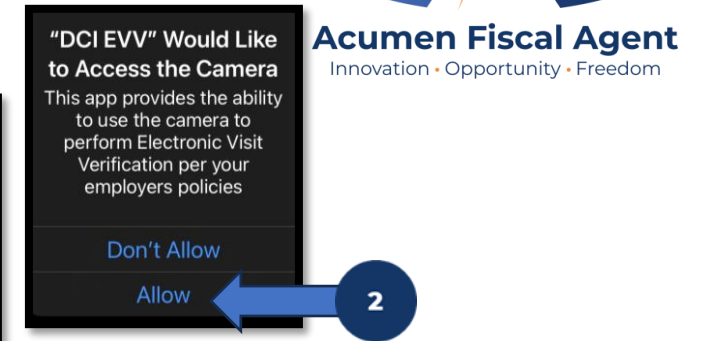 “DCI EVV” Would Like
to Access the Camera
This app provides the ability
to use the camera to
perform Electronic Visit
Verification per your
employers policies
Don’t Allow
Allow
2
Acumen Fiscal Agent
Innovation • Opportunity • Freedom